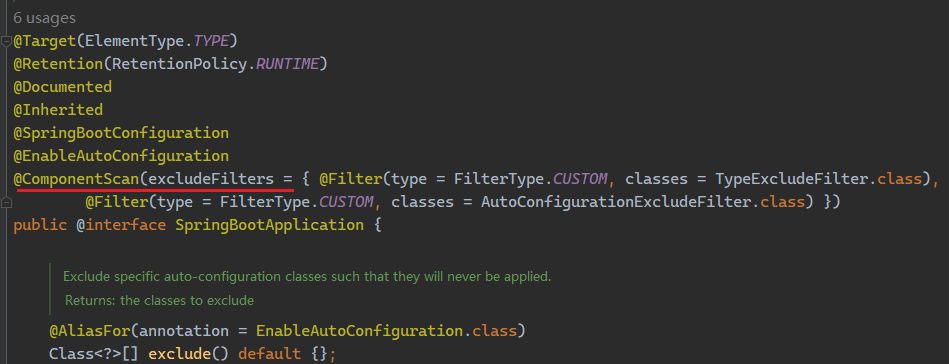 6 usages
@Target(ElementType.TYPE)
@Retention(RetentionPolicy.RUNTIME)
@Documented
@Inherited
@SpringBootConfiguration
@EnableAutoConfiguration
@ComponentScan(excludeFilters = { @Filter(type = FilterType.CUSTOM, classes = TypeExcludeFilter.class),
@Filter(type = FilterType.CUSTOM, classes = AutoConfigurationExcludeFilter.class) })
public @interface SpringBootApplication {
Exclude specific auto-configuration classes such that they will never be applied.
Returns: the classes to exclude
@AliasFor(annotation = EnableAutoConfiguration.class)
Class<?>[] exclude() default {};